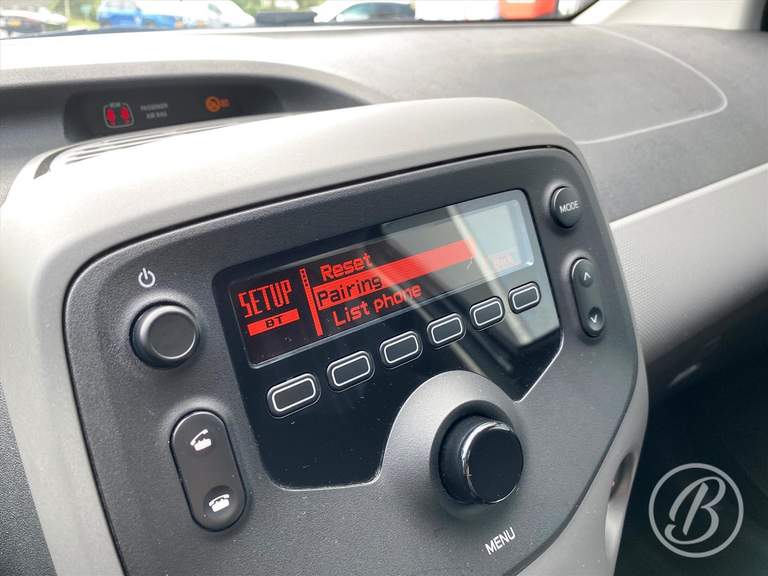 PASSENGER
AIR BAG
MODE
SETUP
BT
Reset
Pairing
List phone
MENU
B